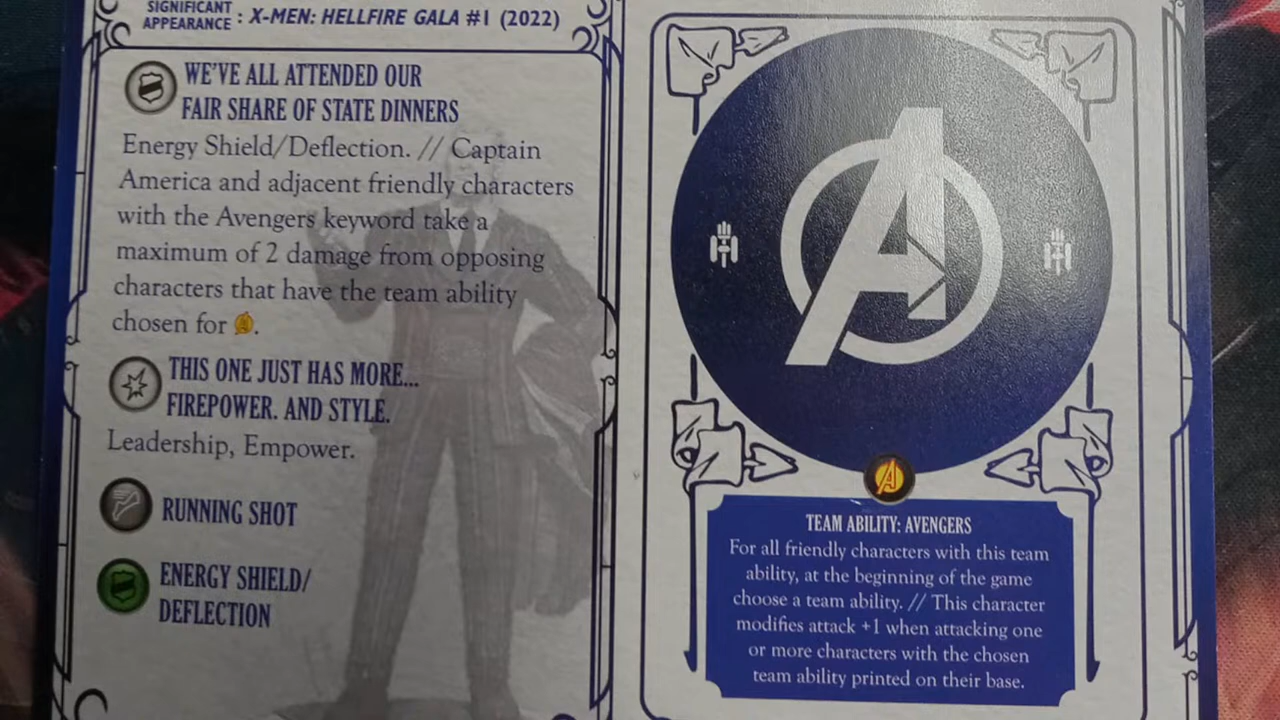 SIGNIFICANT
APPEARANCE : X-MEN: HELLFIRE GALA #1 (2022)
WE'VE ALL ATTENDED OUR
FAIR SHARE OF STATE DINNERS
Energy Shield/Deflection. // Captain
America and adjacent friendly characters
with the Avengers keyword take a
maximum of 2 damage from opposing
characters that have the team ability
chosen for A.
THIS ONE JUST HAS MORE...
FIREPOWER. AND STYLE.
Leadership, Empower.
RUNNING SHOT
ENERGY SHIELD/
DEFLECTION
A
A
TEAM ABILITY: AVENGERS
For all friendly characters with this team
ability, at the beginning of the game
choose a team ability. // This character
modifies attack +1 when attacking one
or more characters with the chosen
team ability printed on their base.